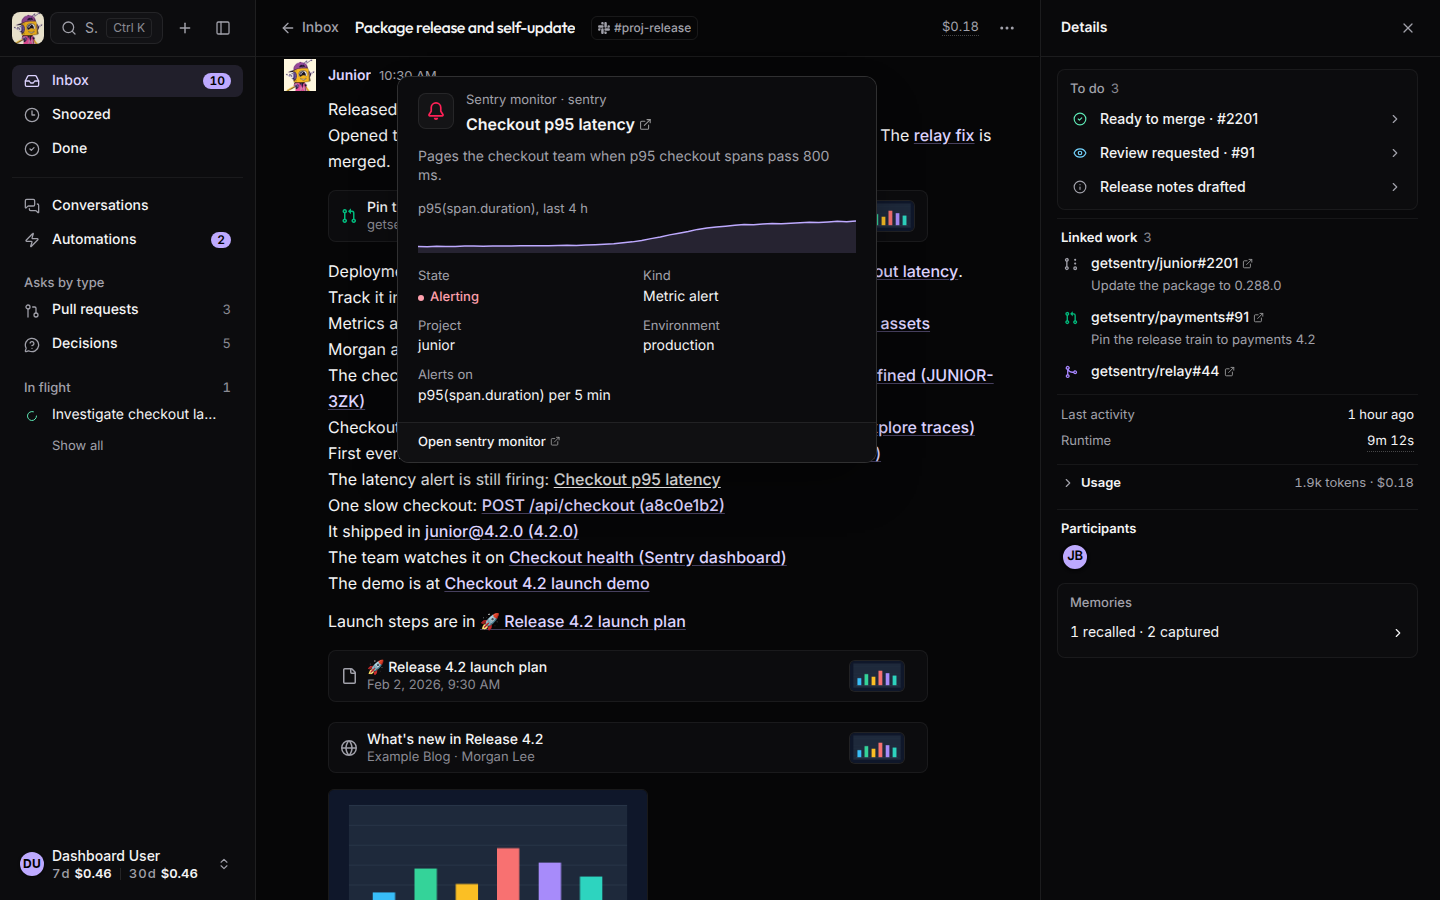 S.
Ctrl K
Inbox
10
Snoozed
Done
Conversations
Automations
2
Asks by type
Pull requests
3
Decisions
5
In flight
1
Investigate checkout la...
Show all
DU
Dashboard User
7d $0.46
30d $0.46
Inbox
Package release and self-update
#proj-release
$0.18
Junior 10:30 AM
Released
Opened t
The relay fix is
merged.
Pin t
getse
Deployme
out latency.
Track it in
Metrics a
assets
Morgan a
The chec
fined (JUNIOR-
3ZK)
Checkout
plore traces)
First ever
)
Sentry monitor · sentry
Checkout p95 latency
Pages the checkout team when p95 checkout spans pass 800
ms.
p95(span.duration), last 4 h
State
Kind
Alerting
Metric alert
Project
Environment
junior
production
Alerts on
p95(span.duration) per 5 min
Open sentry monitor
The latency alert is still firing: Checkout p95 latency
One slow checkout: POST /api/checkout (a8c0e1b2)
It shipped in junior@4.2.0 (4.2.0)
The team watches it on Checkout health (Sentry dashboard)
The demo is at Checkout 4.2 launch demo
Launch steps are in 🚀 Release 4.2 launch plan
🚀 Release 4.2 launch plan
Feb 2, 2026, 9:30 AM
What's new in Release 4.2
Example Blog · Morgan Lee
Details
To do 3
Ready to merge · #2201
Review requested · #91
Release notes drafted
Linked work 3
getsentry/junior#2201
Update the package to 0.288.0
getsentry/payments#91
Pin the release train to payments 4.2
getsentry/relay#44
Last activity
1 hour ago
Runtime
9m 12s
Usage
1.9k tokens · $0.18
Participants
JB
Memories
1 recalled · 2 captured